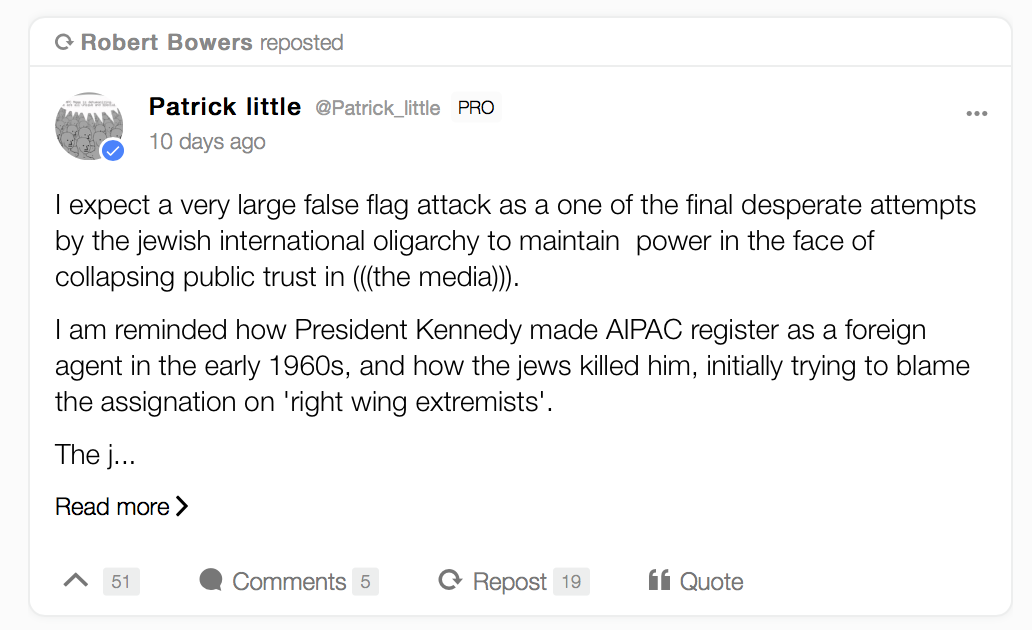 Robert Bowers reposted
Patrick little @Patrick_little PRO
10 days ago
I expect a very large false flag attack as a one of the final desperate attempts
by the jewish international oligarchy to maintain  power in the face of
collapsing public trust in (((the media))).
I am reminded how President Kennedy made AIPAC register as a foreign
agent in the early 1960s, and how the jews killed him, initially trying to blame
the assignation on 'right wing extremists'.
The j...
Read more
51 Comments 5 Repost 19 Quote